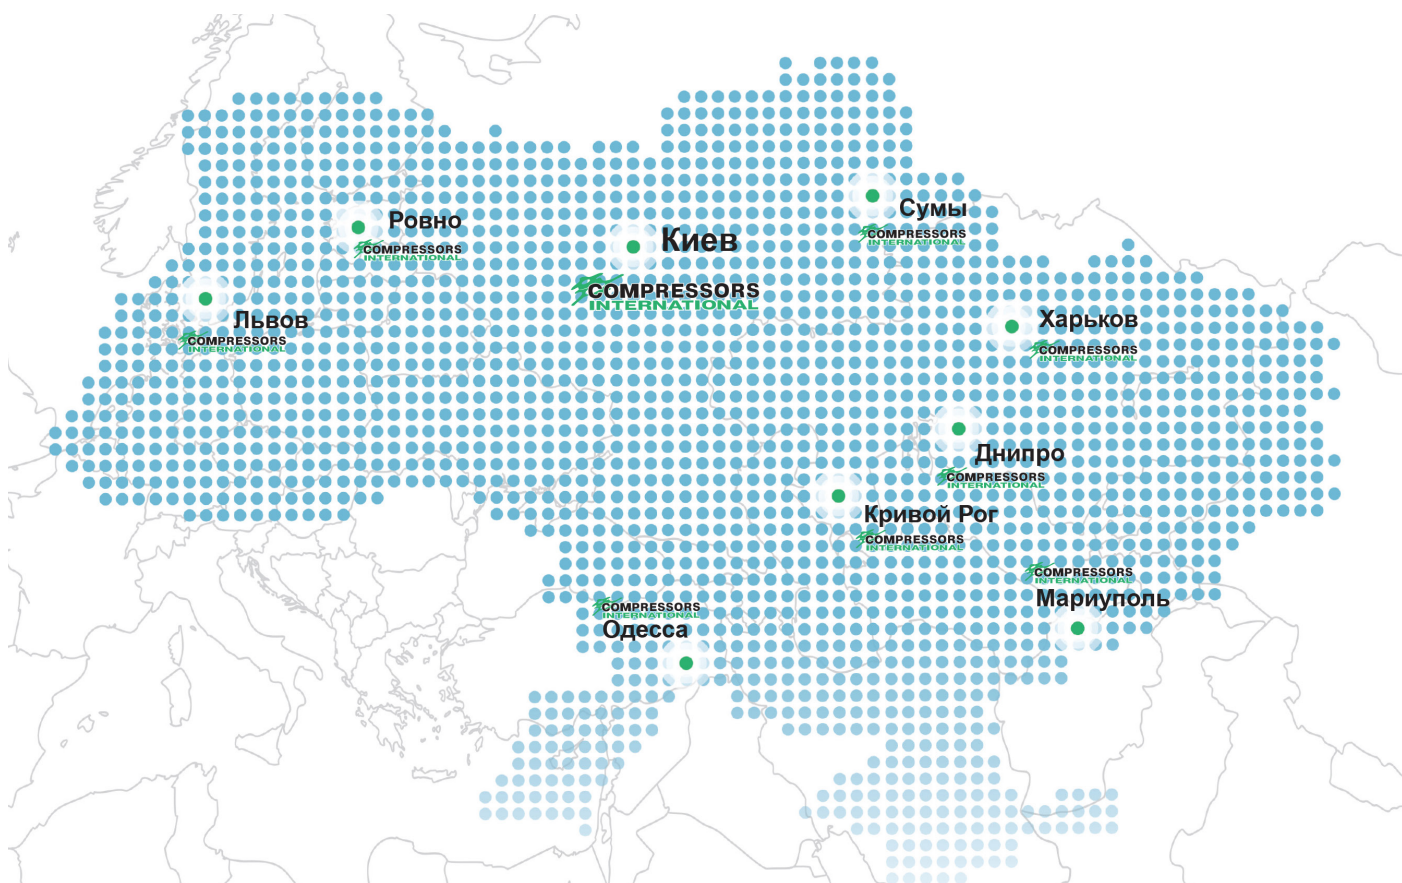 Сумы
COMPRESSORS
INTERNATIONAL
Ровно
COMPRESSORS
INTERNATIONAL
Киев
COMPRESSORS
INTERNATIONAL
Львов
COMPRESSORS
INTERNATIONAL
Харьков
COMPRESSORS
INTERNATIONAL
Днипро
COMPRESSORS
INTERNATIONAL
Кривой Рог
COMPRESSORS
INTERNATIONAL
COMPRESSORS
INTERNATIONAL
Мариуполь
COMPRESSORS
INTERNATIONAL
Одесса